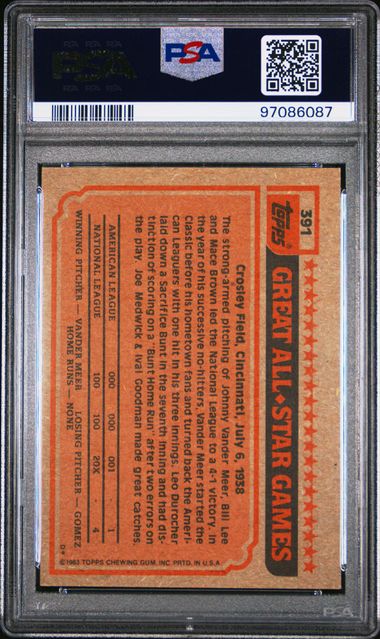 PSA
PSA
97086087
391
Topps
GREAT ALL-STAR GAMES
Crosley Field, Cincinnati, July 6, 1938
The strong-armed pitching of Johnny Vander Meer, Bill Lee
and Mace Brown led the National League to a 4-1 victory. In
the year of his successive no-hitters, Vander Meer started the
Classic before his hometown fans and turned back the Ameri-
can Leaguers with one hit in his three innings. Leo Durocher
laid down a Sacrifice Bunt in the seventh inning and had dis-
tinction of scoring on a "Bunt Home Run" after two errors on
the play. Joe Medwick & Ival Goodman made great catches.
AMERICAN LEAGUE 000 000 001 - 1
NATIONAL LEAGUE 100 100 20X - 4
WINNING PITCHER — VANDER MEER LOSING PITCHER — GOMEZ
HOME RUNS — NONE
D* ©1983 TOPPS CHEWING GUM, INC. PRTD. IN U.S.A.
PSA